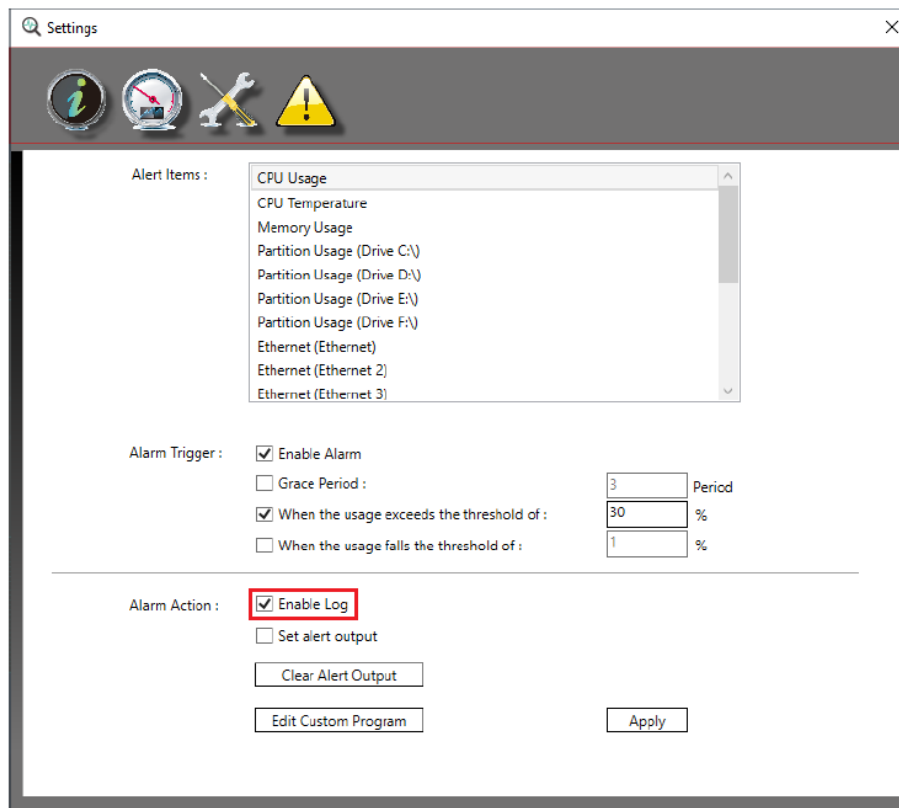 Settings
Alert Items :
CPU Usage
CPU Temperature
Memory Usage
Partition Usage (Drive C:\)
Partition Usage (Drive D:\)
Partition Usage (Drive E:\)
Partition Usage (Drive F:\)
Ethernet (Ethernet)
Ethernet (Ethernet 2)
Ethernet (Ethernet 3)
Alarm Trigger : Enable Alarm
Grace Period : 3 Period
When the usage exceeds the threshold of : 30 %
When the usage falls the threshold of : 1 %
Alarm Action : Enable Log
Set alert output
Clear Alert Output
Edit Custom Program Apply